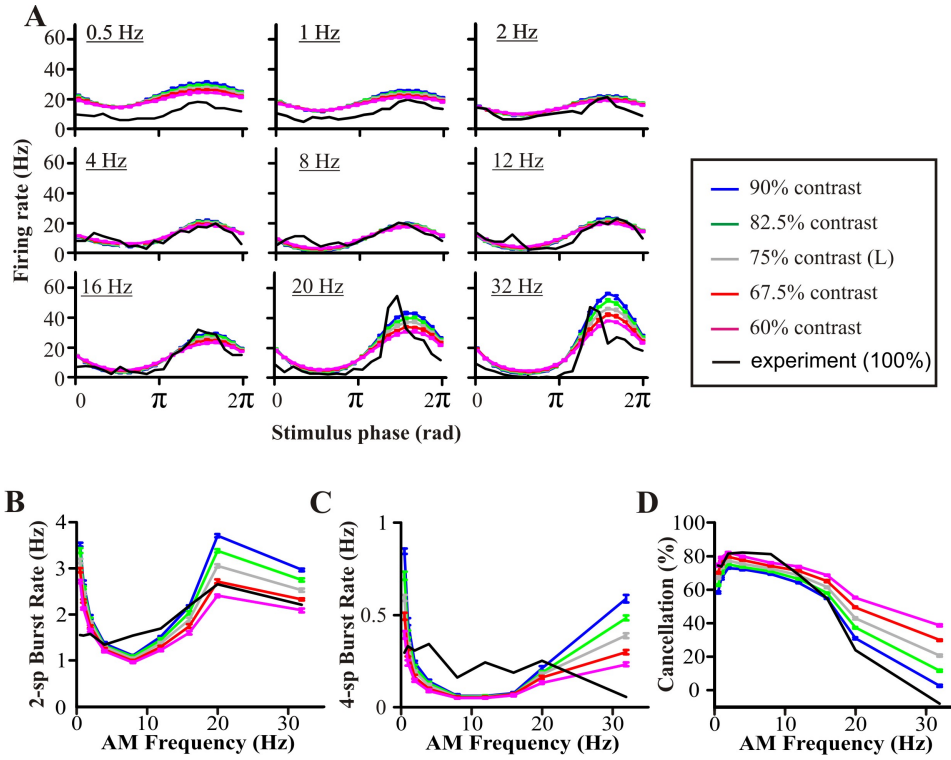 A
0.5 Hz
1 Hz
2 Hz
60
40
20
0
4 Hz
8 Hz
12 Hz
60
40
20
0
16 Hz
20 Hz
32 Hz
60
40
20
0
Firing rate (Hz)
0 π 2π
0 π 2π
0 π 2π
Stimulus phase (rad)
90% contrast
82.5% contrast
75% contrast (L)
67.5% contrast
60% contrast
experiment (100%)
B
2-sp Burst Rate (Hz)
4
3
2
1
0
0 10 20 30
AM Frequency (Hz)
C
4-sp Burst Rate (Hz)
1
0.5
0
0 10 20 30
AM Frequency (Hz)
D
Cancellation (%)
100
80
60
40
20
0
0 10 20 30
AM Frequency (Hz)